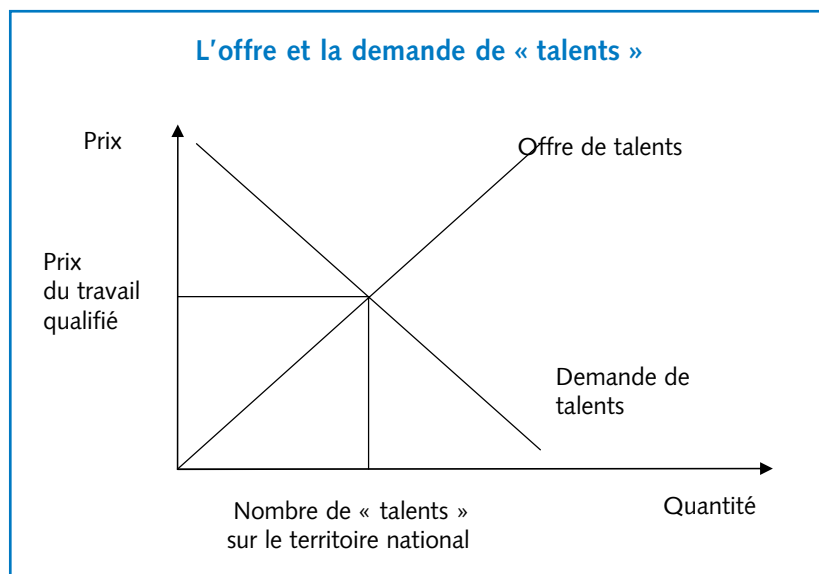 L'offre et la demande de « talents »
Prix
Offre de talents
Prix
du travail
qualifié
Demande de
talents
Nombre de « talents »
sur le territoire national
Quantité